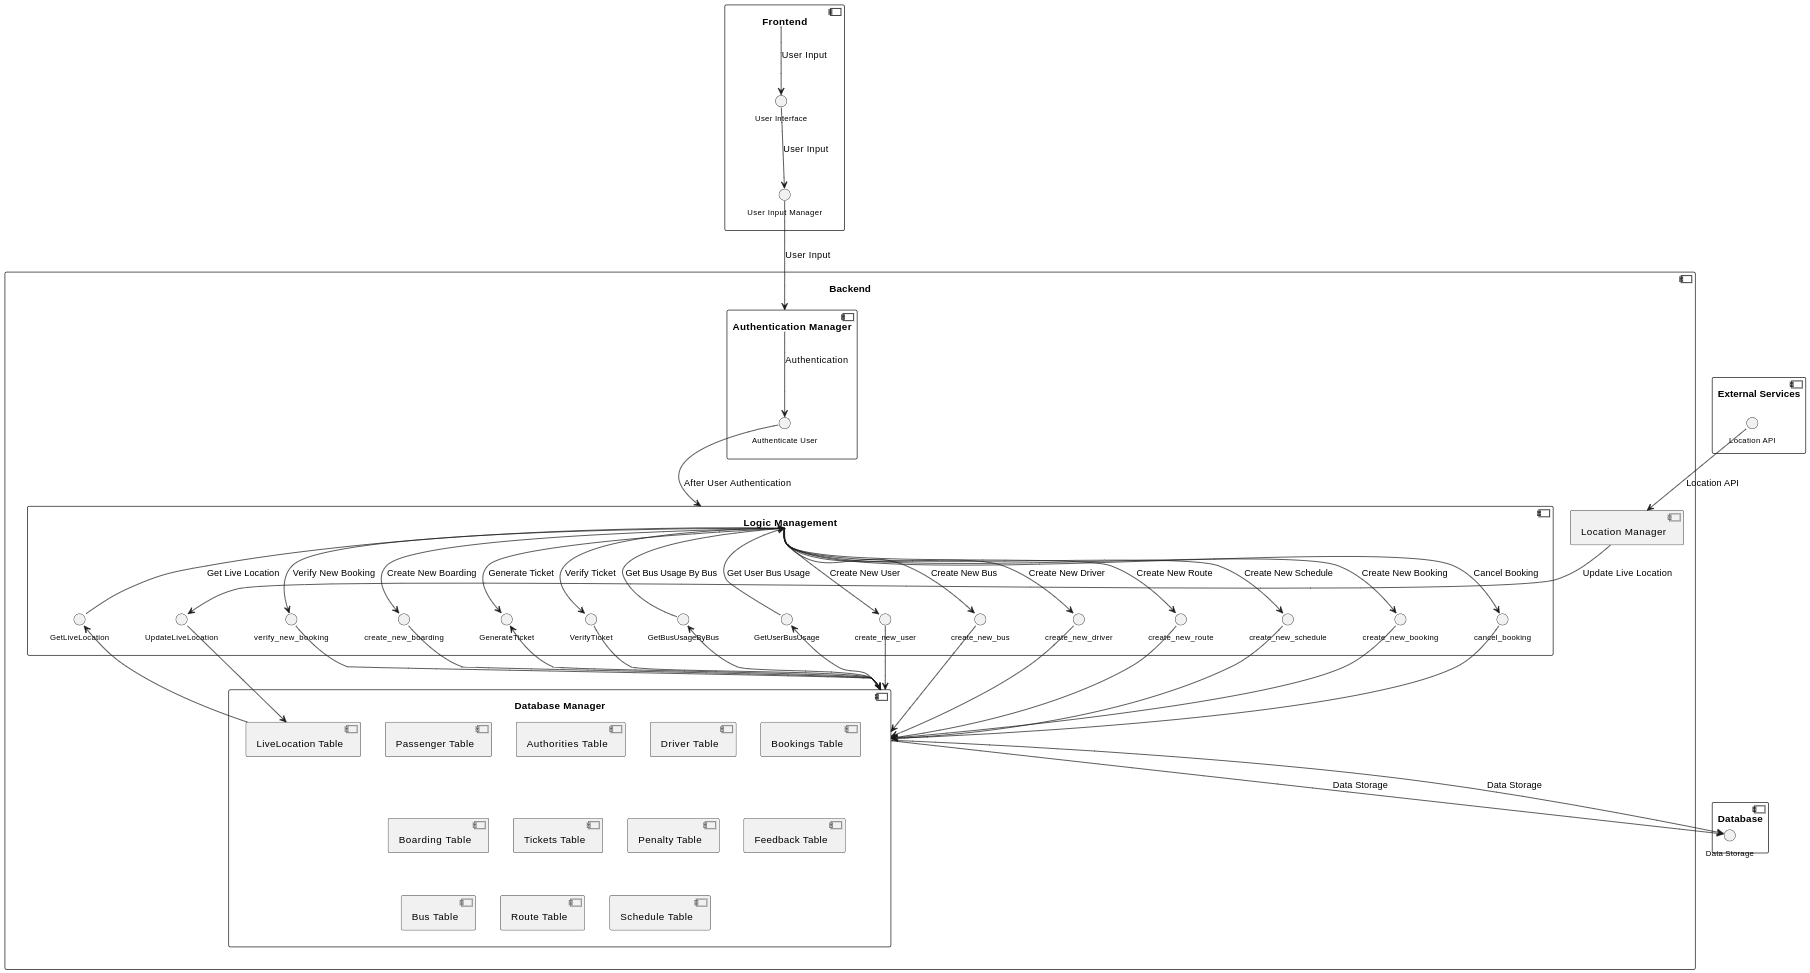 Frontend
User Input
User Interface
User Input
User Input Manager
User Input
Backend
Authentication Manager
Authentication
Authenticate User
External Services
Location API
After User Authentication
Location API
Logic Management
Location Manager
Get Live Location
Verify New Booking
Create New Boarding
Generate Ticket
Verify Ticket
Get Bus Usage By Bus
Get User Bus Usage
Create New User
Create New Bus
Create New Driver
Create New Route
Create New Schedule
Create New Booking
Cancel Booking
Update Live Location
GetLiveLocation
UpdateLiveLocation
verify_new_booking
create_new_boarding
GenerateTicket
VerifyTicket
GetBusUsageByBus
GetUserBusUsage
create_new_user
create_new_bus
create_new_driver
create_new_route
create_new_schedule
create_new_booking
cancel_booking
Database Manager
LiveLocation Table
Passenger Table
Authorities Table
Driver Table
Bookings Table
Data Storage
Data Storage
Database
Data Storage
Boarding Table
Tickets Table
Penalty Table
Feedback Table
Bus Table
Route Table
Schedule Table